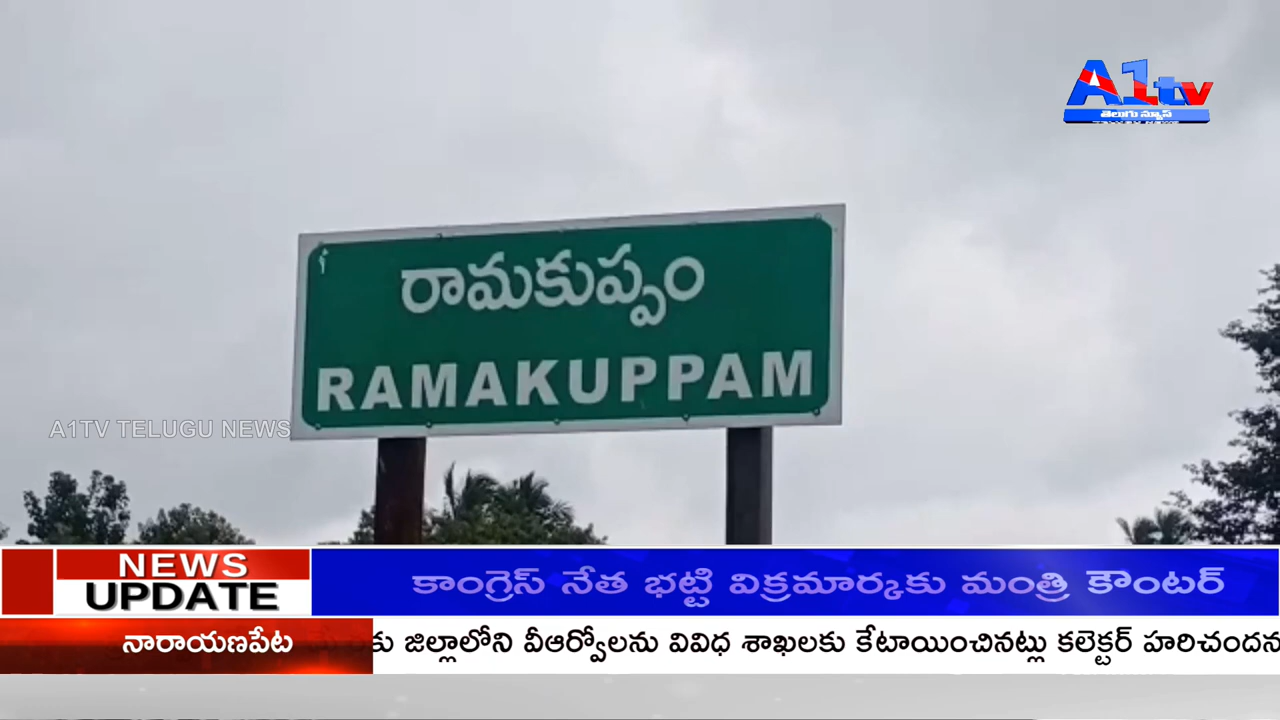 A1tv
తెలుగు న్యూస్
రామకుప్పం
RAMAKUPPAM
A1TV TELUGU NEWS
NEWS
UPDATE
కాంగ్రెస్ నేత భట్టి విక్రమార్కకు మంత్రి కౌంటర్
నారాయణపేట
కు జిల్లాలోని వీఆర్వోలను వివిధ శాఖలకు కేటాయించినట్లు కలెక్టర్ హరిచందన